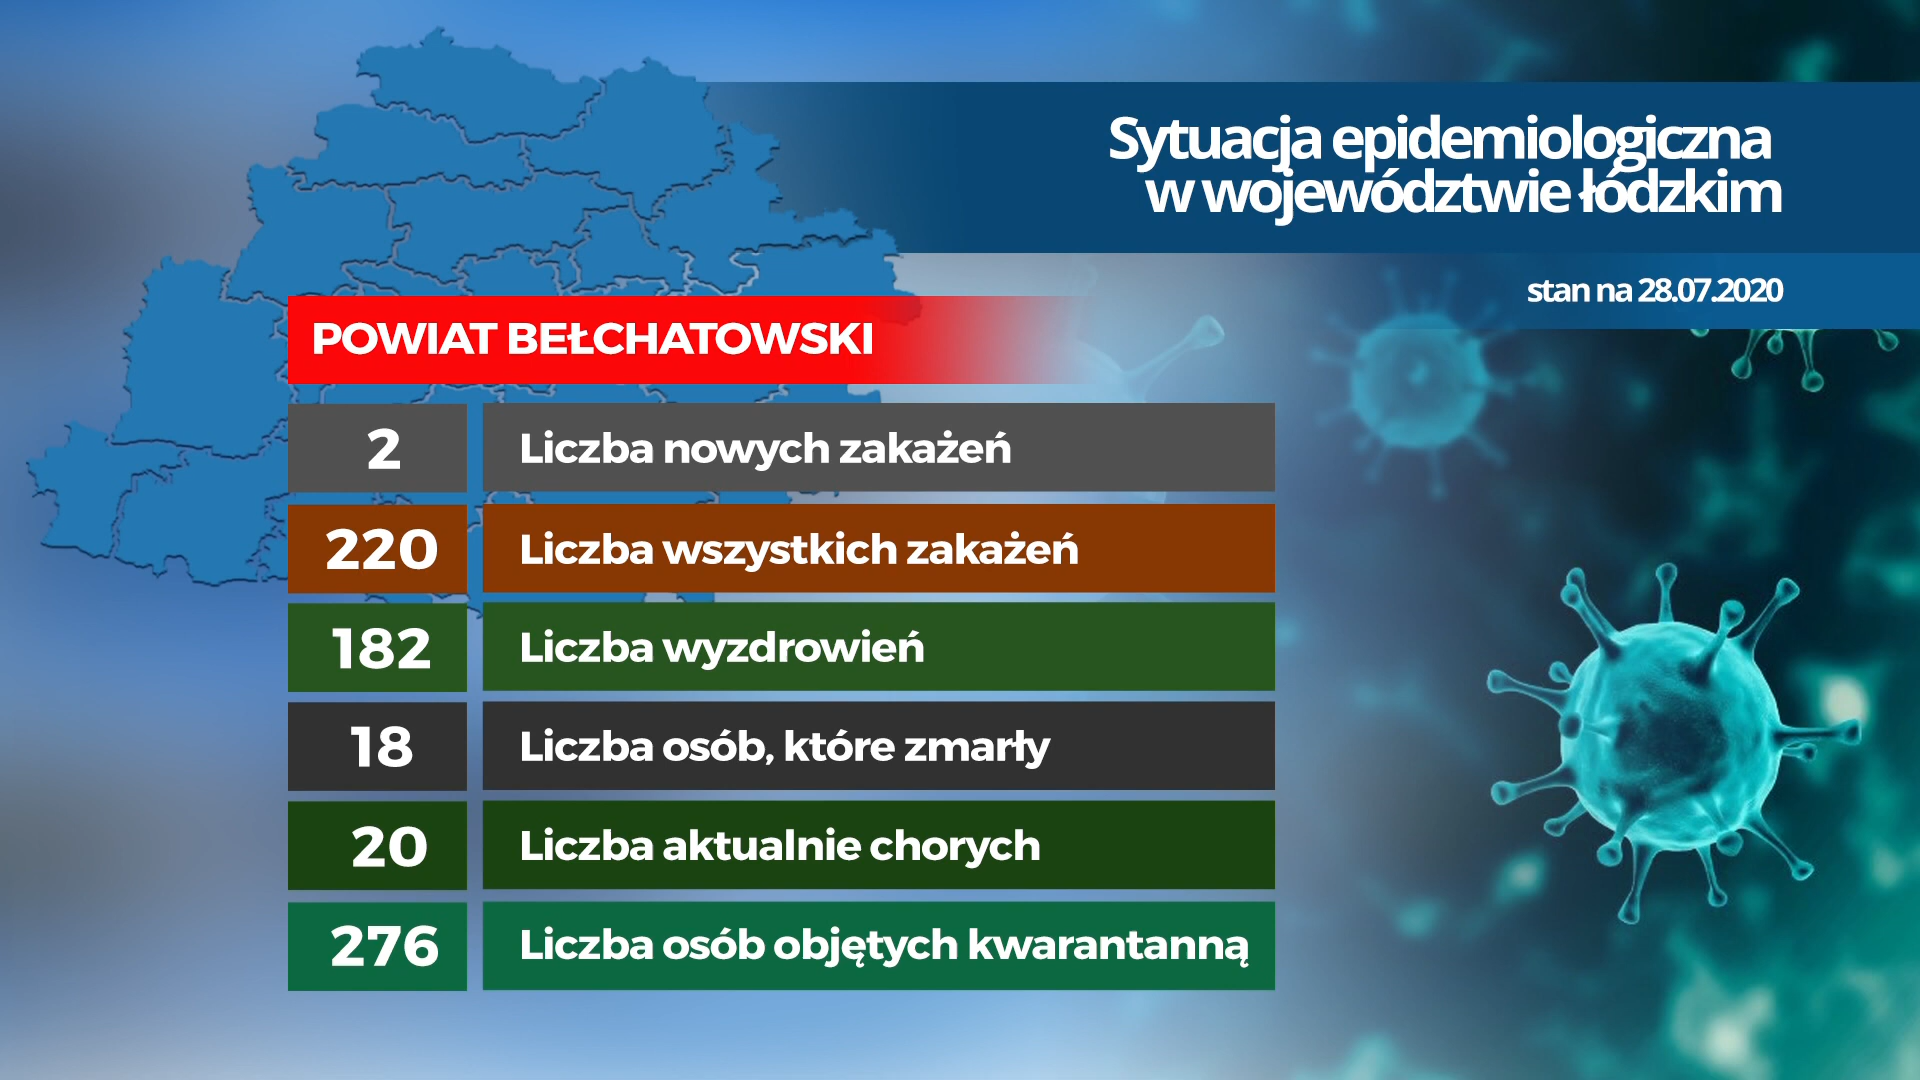 Sytuacja epidemiologiczna
w województwie łódzkim
stan na 28.07.2020
POWIAT BEŁCHATOWSKI
2 Liczba nowych zakażeń
220 Liczba wszystkich zakażeń
182 Liczba wyzdrowień
18 Liczba osób, które zmarły
20 Liczba aktualnie chorych
276 Liczba osób objętych kwarantanną